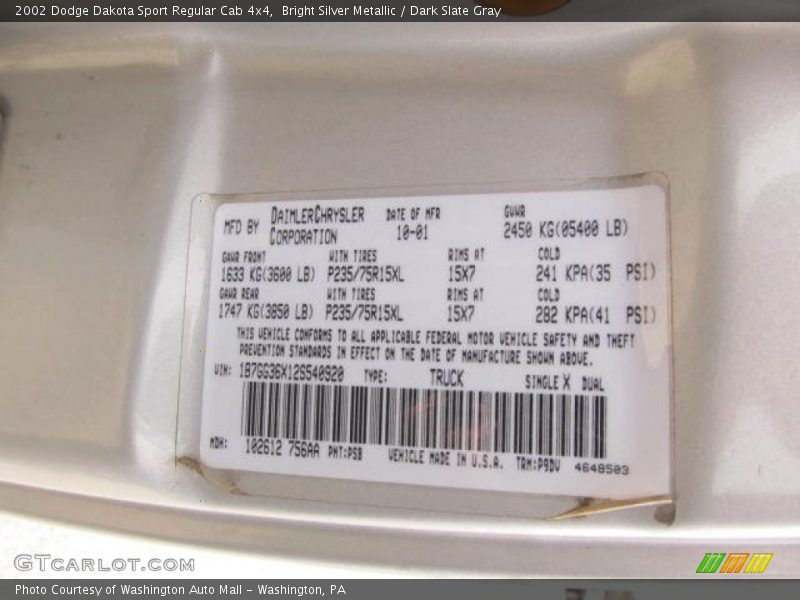 2002 Dodge Dakota Sport Regular Cab 4x4,  Bright Silver Metallic / Dark Slate Gray
MFD BY DAIMLERCHRYSLER CORPORATION DATE OF MFR 10-01 GVWR 2450 KG(05400 LB)
GAWR FRONT WITH TIRES RIMS AT COLD
1633 KG(3600 LB) P235/75R15XL 15X7 241 KPA(35 PSI)
GAWR REAR WITH TIRES RIMS AT COLD
1747 KG(3850 LB) P235/75R15XL 15X7 282 KPA(41 PSI)
THIS VEHICLE CONFORMS TO ALL APPLICABLE FEDERAL MOTOR VEHICLE SAFETY AND THEFT
PREVENTION STANDARDS IN EFFECT ON THE DATE OF MANUFACTURE SHOWN ABOVE.
VIN: 1B7GG36X12S540920 TYPE: TRUCK SINGLE X DUAL
MDH: 102612 756AA PNT:PSB VEHICLE MADE IN U.S.A. TRM:P9DV 4648503
GTCARLOT.COM
Photo Courtesy of Washington Auto Mall - Washington, PA